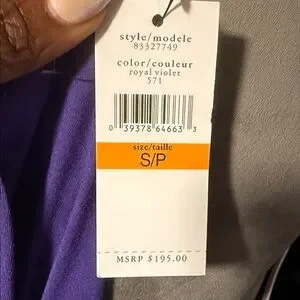 style/modele
83327749
color/couleur
royal violet
571
0 39378 64663 3
size/taille
S/P
MSRP $195.00